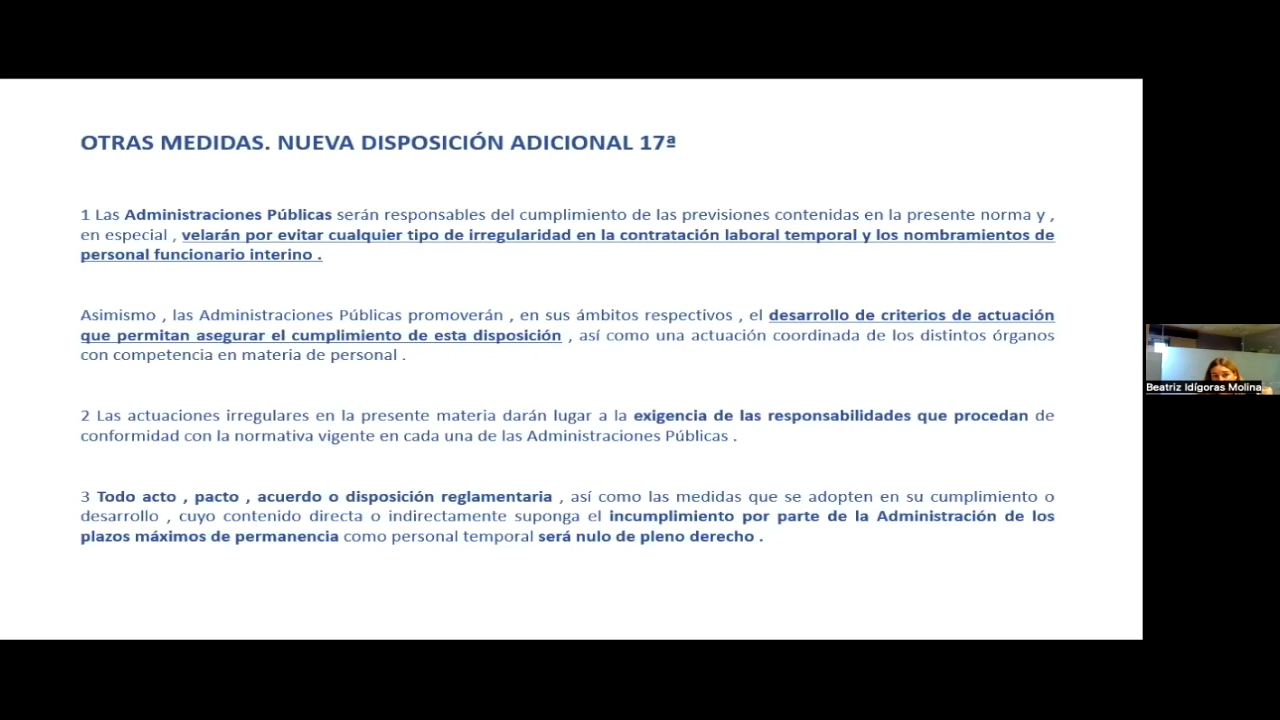 OTRAS MEDIDAS. NUEVA DISPOSICIÓN ADICIONAL 17ª
1 Las Administraciones Públicas serán responsables del cumplimiento de las previsiones contenidas en la presente norma y ,
en especial , velarán por evitar cualquier tipo de irregularidad en la contratación laboral temporal y los nombramientos de
personal funcionario interino .
Asimismo , las Administraciones Públicas promoverán , en sus ámbitos respectivos , el desarrollo de criterios de actuación
que permitan asegurar el cumplimiento de esta disposición , así como una actuación coordinada de los distintos órganos
con competencia en materia de personal .
2 Las actuaciones irregulares en la presente materia darán lugar a la exigencia de las responsabilidades que procedan de
conformidad con la normativa vigente en cada una de las Administraciones Públicas .
3 Todo acto , pacto , acuerdo o disposición reglamentaria , así como las medidas que se adopten en su cumplimiento o
desarrollo , cuyo contenido directa o indirectamente suponga el incumplimiento por parte de la Administración de los
plazos máximos de permanencia como personal temporal será nulo de pleno derecho .
Beatriz Idígoras Molina